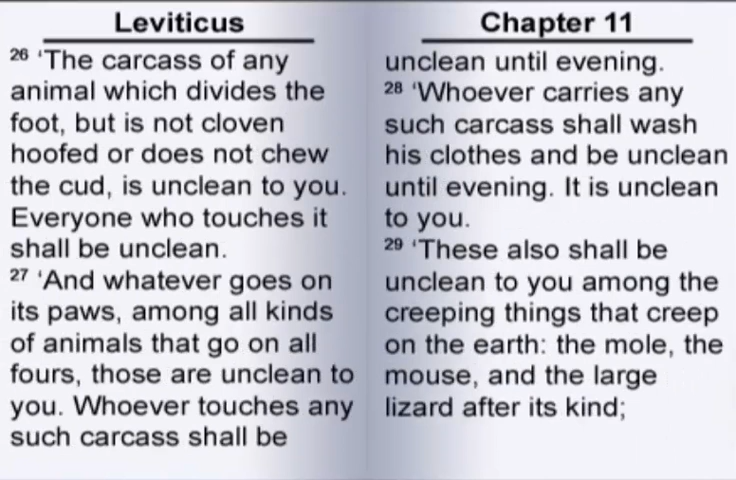 Leviticus
26 ‘The carcass of any
animal which divides the
foot, but is not cloven
hoofed or does not chew
the cud, is unclean to you.
Everyone who touches it
shall be unclean.
27 ‘And whatever goes on
its paws, among all kinds
of animals that go on all
fours, those are unclean to
you. Whoever touches any
such carcass shall be
Chapter 11
unclean until evening.
28 ‘Whoever carries any
such carcass shall wash
his clothes and be unclean
until evening. It is unclean
to you.
29 ‘These also shall be
unclean to you among the
creeping things that creep
on the earth: the mole, the
mouse, and the large
lizard after its kind;